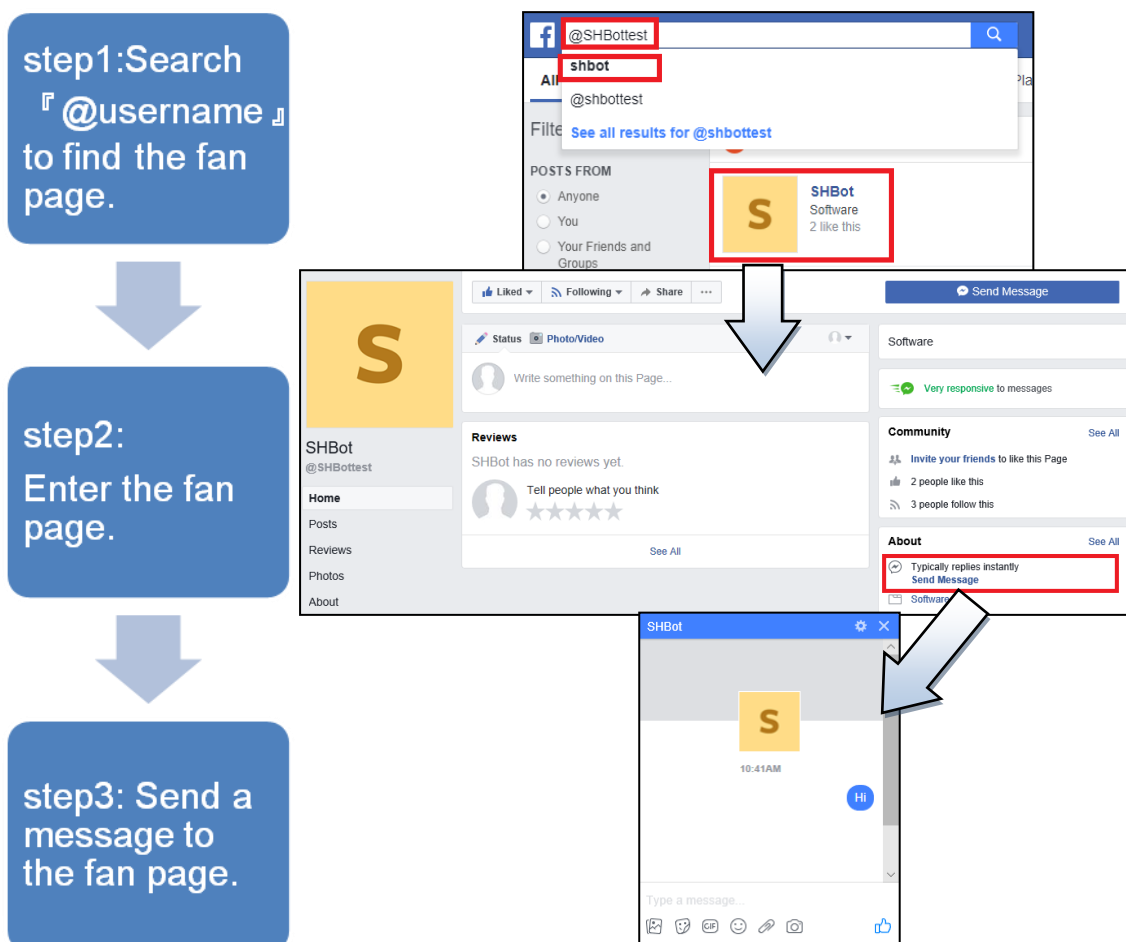 step1:Search
『@username』
to find the fan
page.
step2:
Enter the fan
page.
step3: Send a
message to
the fan page.
@SHBottest
shbot
@shbottest
See all results for @shbottest
Filte
POSTS FROM
Anyone
You
Your Friends and
Groups
S
SHBot
Software
2 like this
S
SHBot
@SHBottest
Home
Posts
Reviews
Photos
About
Liked
Following
Share
Send Message
Status
Photo/Video
Write something on this Page...
Reviews
SHBot has no reviews yet.
Tell people what you think
See All
Software
Very responsive to messages
Community See All
Invite your friends to like this Page
2 people like this
3 people follow this
About See All
Typically replies instantly
Send Message
Software
SHBot
S
10:41AM
Hi
Type a message...
GIF